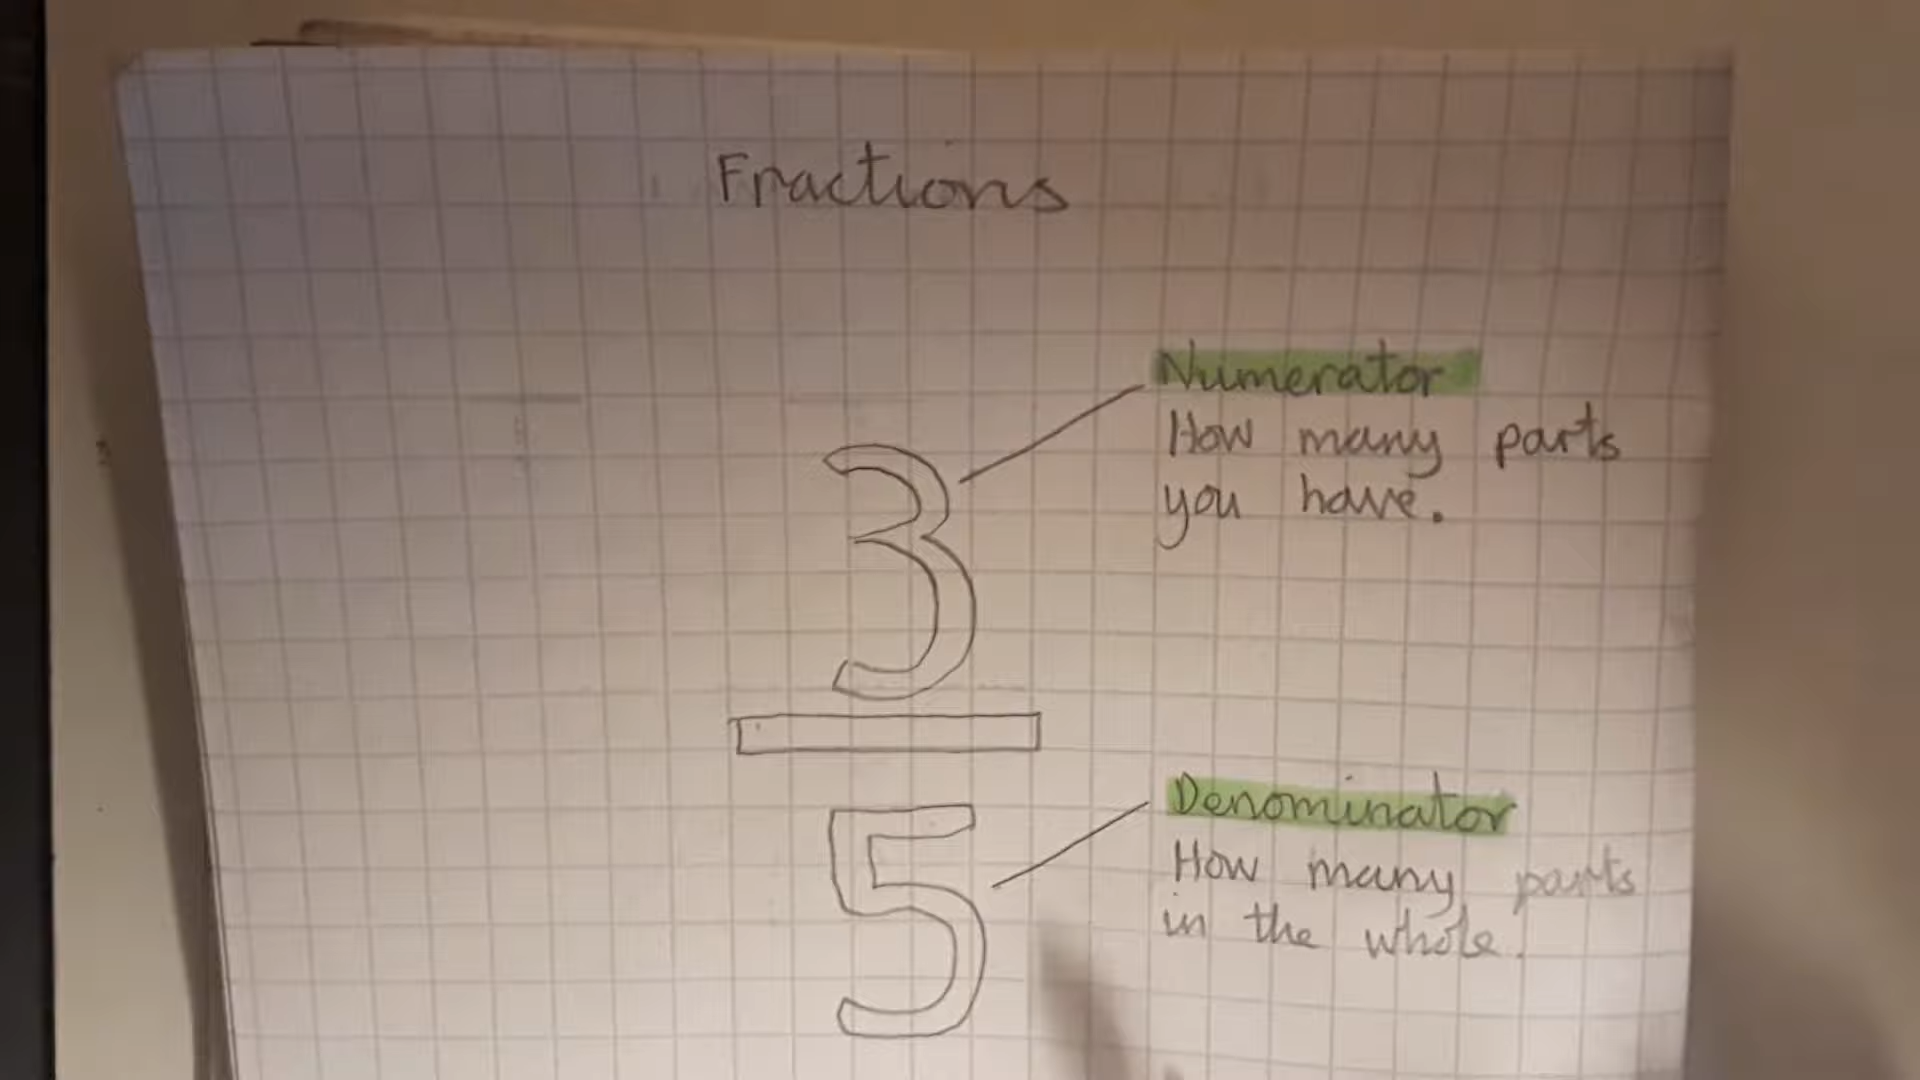 Fractions
Numerator
How many parts
you have.
3
5
Denominator
How many parts
in the whole.